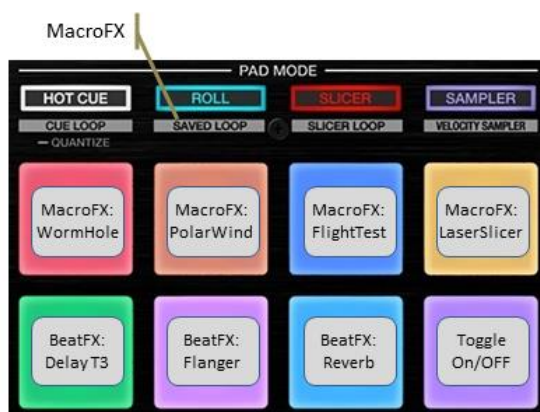 MacroFX
PAD MODE
HOT CUE ROLL SLICER SAMPLER
CUE LOOP SAVED LOOP SLICER LOOP VELOCITY SAMPLER
— QUANTIZE
MacroFX: MacroFX: MacroFX: MacroFX:
WormHole PolarWind FlightTest LaserSlicer
BeatFX: BeatFX: BeatFX: Toggle
Delay T3 Flanger Reverb On/OFF